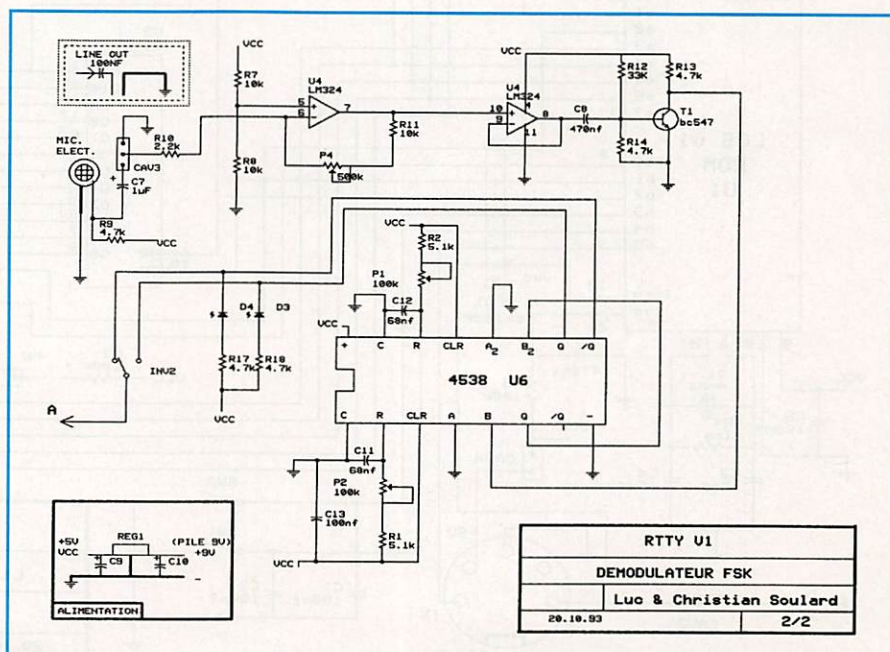 LINE OUT
100NF
MIC.
ELECT.
R10
2.2k
CAV3
+
C7
1uF
R9
4.7k
VCC
VCC
R7
10k
R8
10k
U4
LM324
5
+
6
-
7
P4
500k
R11
10k
VCC
U4
LM324
10
+
9
-
4
8
11
C8
470nf
R12
33K
R13
4.7k
T1
bc547
R14
4.7k
VCC
R2
5.1k
P1
100k
C12
68nf
VCC
+ C R CLR A2 B2 Q /Q
4538 U6
C R CLR A B Q /Q -
D4 D3
R17
4.7k
R18
4.7k
VCC
INV2
A
C11
68nf
P2
100k
C13
100nf
R1
5.1k
VCC
+5V
VCC
REG1
(PILE 9V)
+9V
+
C9
+
C10
-
ALIMENTATION
RTTY V1
DEMODULATEUR FSK
Luc & Christian Soulard
20.10.93
2/2